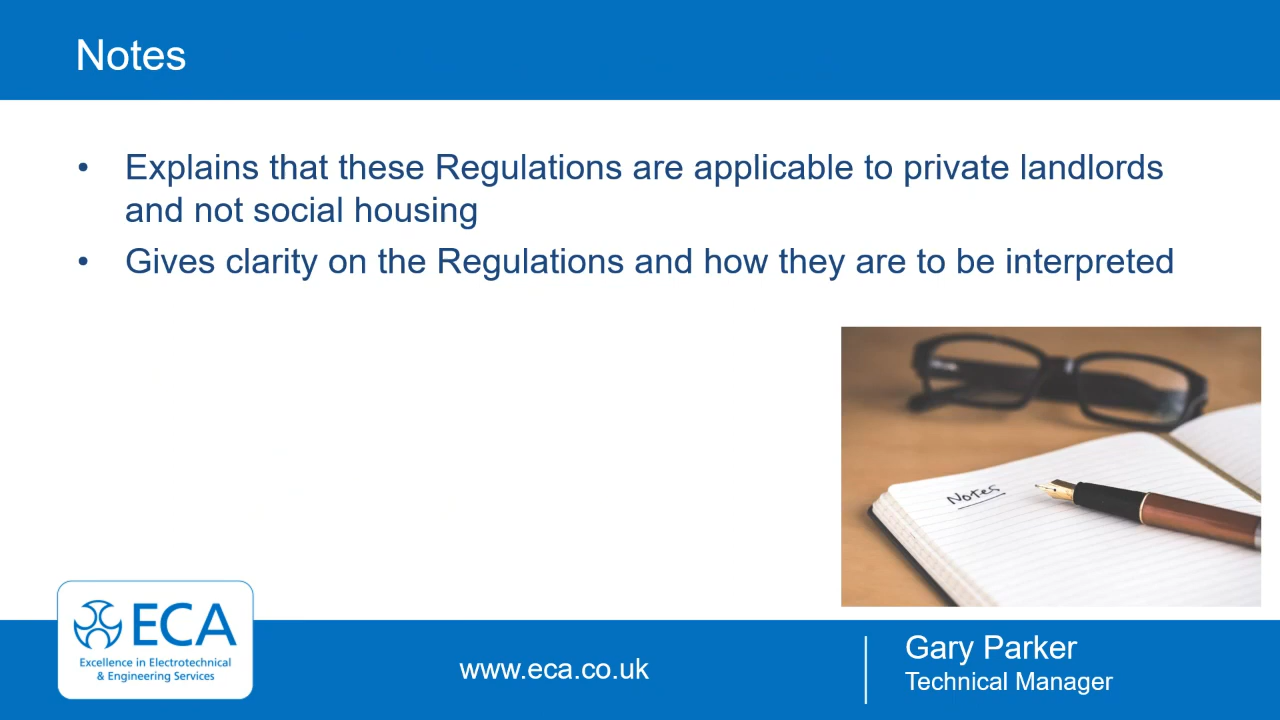 Notes
• Explains that these Regulations are applicable to private landlords
and not social housing
• Gives clarity on the Regulations and how they are to be interpreted
Notes
ECA
Excellence in Electrotechnical
& Engineering Services
www.eca.co.uk
Gary Parker
Technical Manager